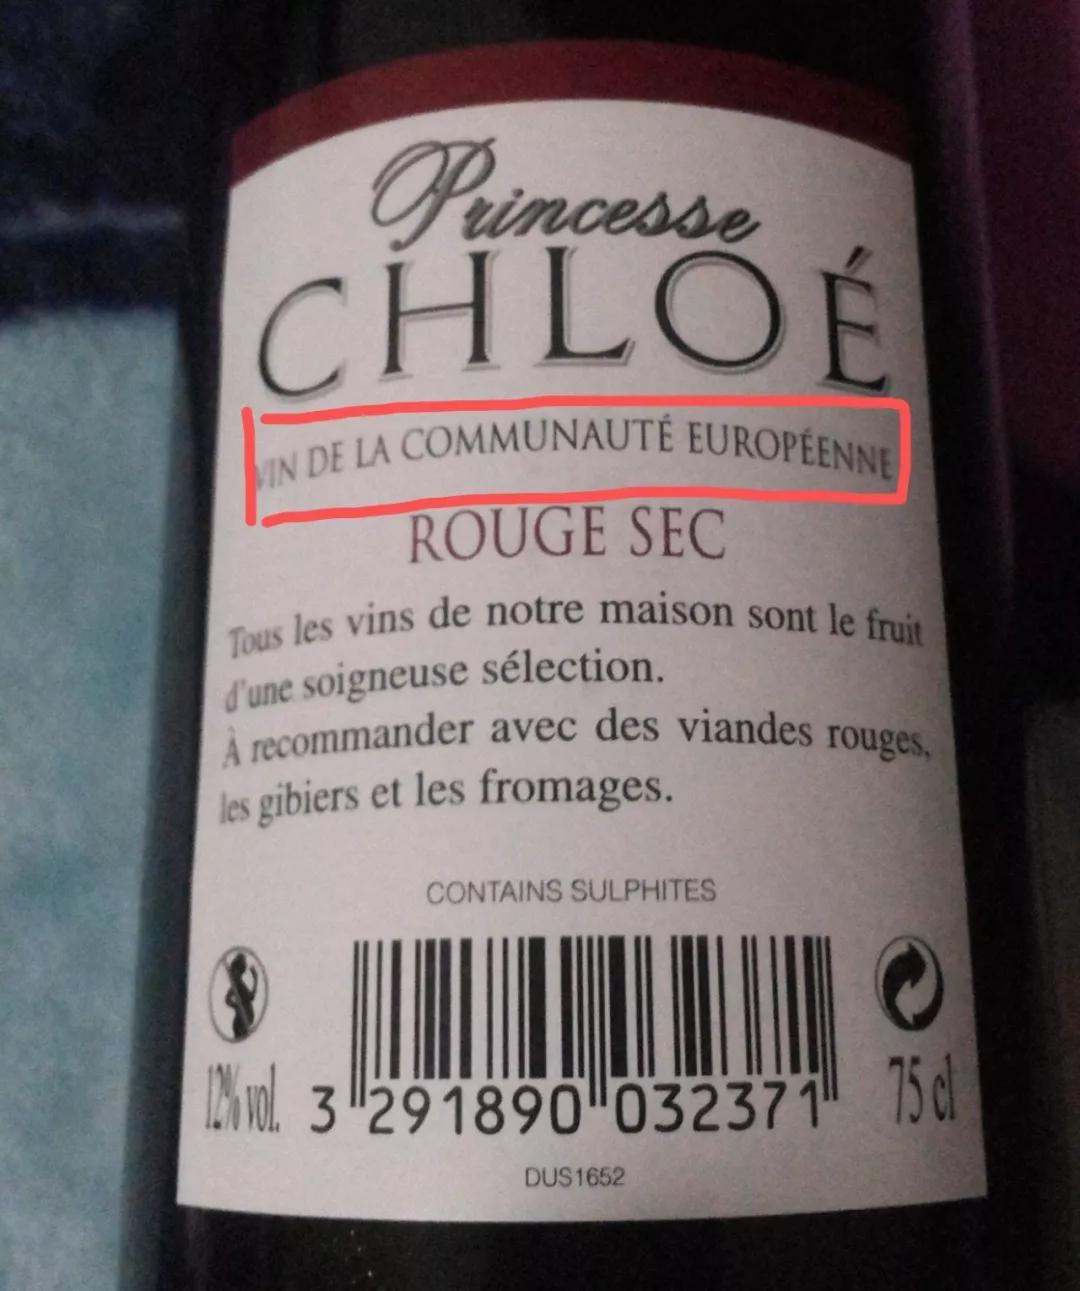 Princesse
CHLOÉ
VIN DE LA COMMUNAUTÉ EUROPÉENNE
ROUGE SEC
Tous les vins de notre maison sont le fruit
d'une soigneuse sélection.
À recommander avec des viandes rouges,
les gibiers et les fromages.
CONTAINS SULPHITES
12% vol. 3 291890 032371 75 cl
DUS1652